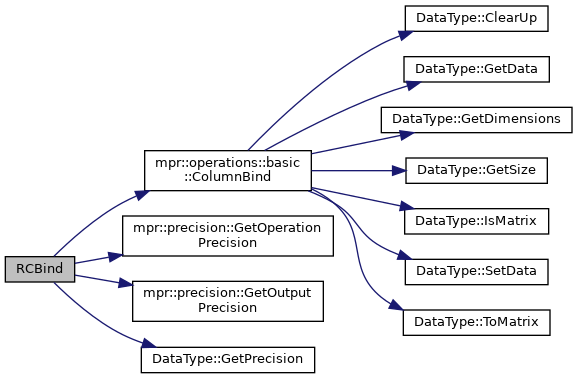 RCBind
mpr::operations::basic
::ColumnBind
mpr::precision::GetOperation
Precision
mpr::precision::GetOutput
Precision
DataType::GetPrecision
DataType::ClearUp
DataType::GetData
DataType::GetDimensions
DataType::GetSize
DataType::IsMatrix
DataType::SetData
DataType::ToMatrix